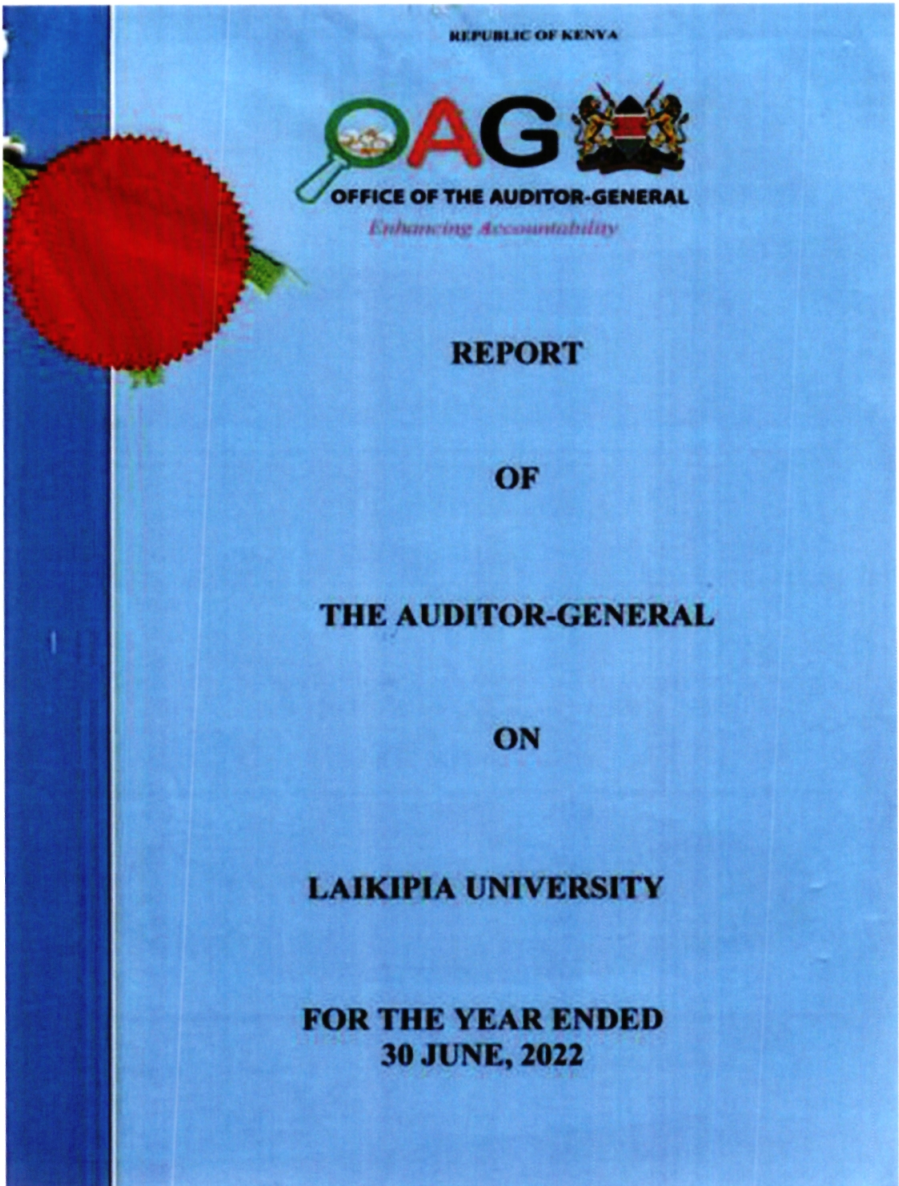 REPUBLIC OF KENYA
OAG
OFFICE OF THE AUDITOR-GENERAL
Enhancing Accountability
REPORT
OF
THE AUDITOR-GENERAL
ON
LAIKIPIA UNIVERSITY
FOR THE YEAR ENDED
30 JUNE, 2022